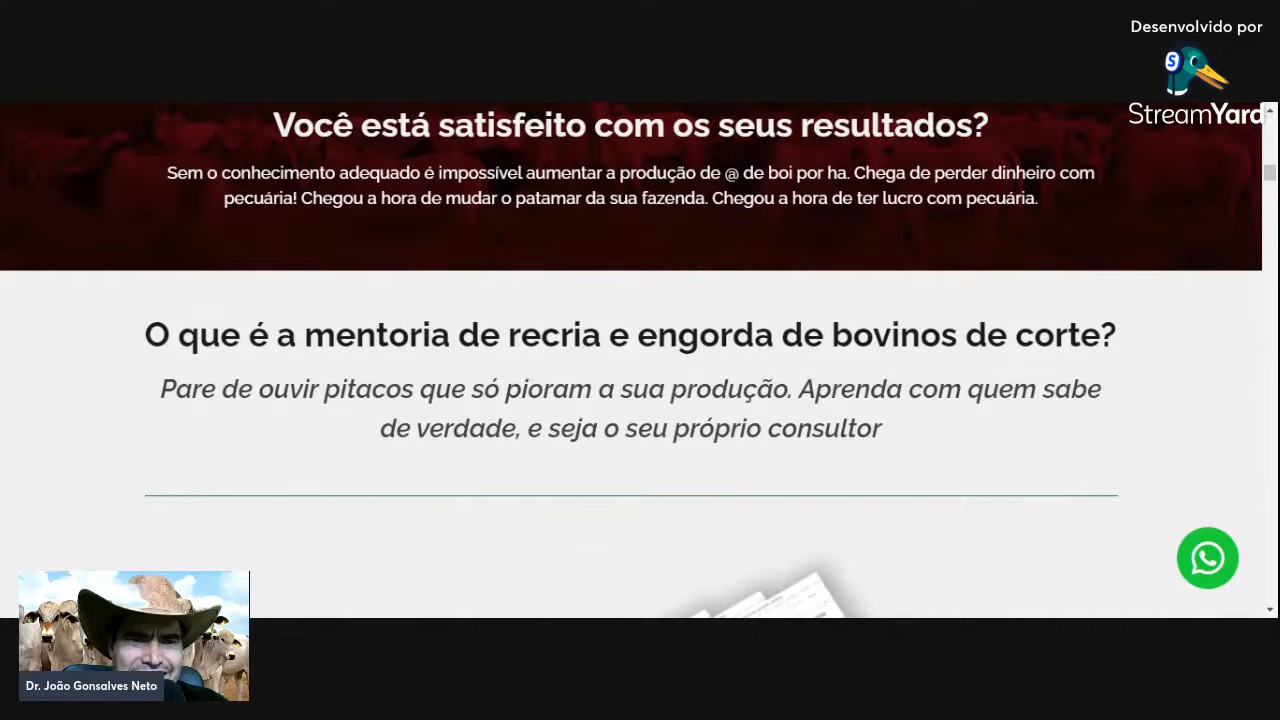 Desenvolvido por
StreamYard
Você está satisfeito com os seus resultados?
Sem o conhecimento adequado é impossível aumentar a produção de @ de boi por ha. Chega de perder dinheiro com
pecuária! Chegou a hora de mudar o patamar da sua fazenda. Chegou a hora de ter lucro com pecuária.
O que é a mentoria de recria e engorda de bovinos de corte?
Pare de ouvir pitacos que só pioram a sua produção. Aprenda com quem sabe
de verdade, e seja o seu próprio consultor
Dr. João Gonsalves Neto